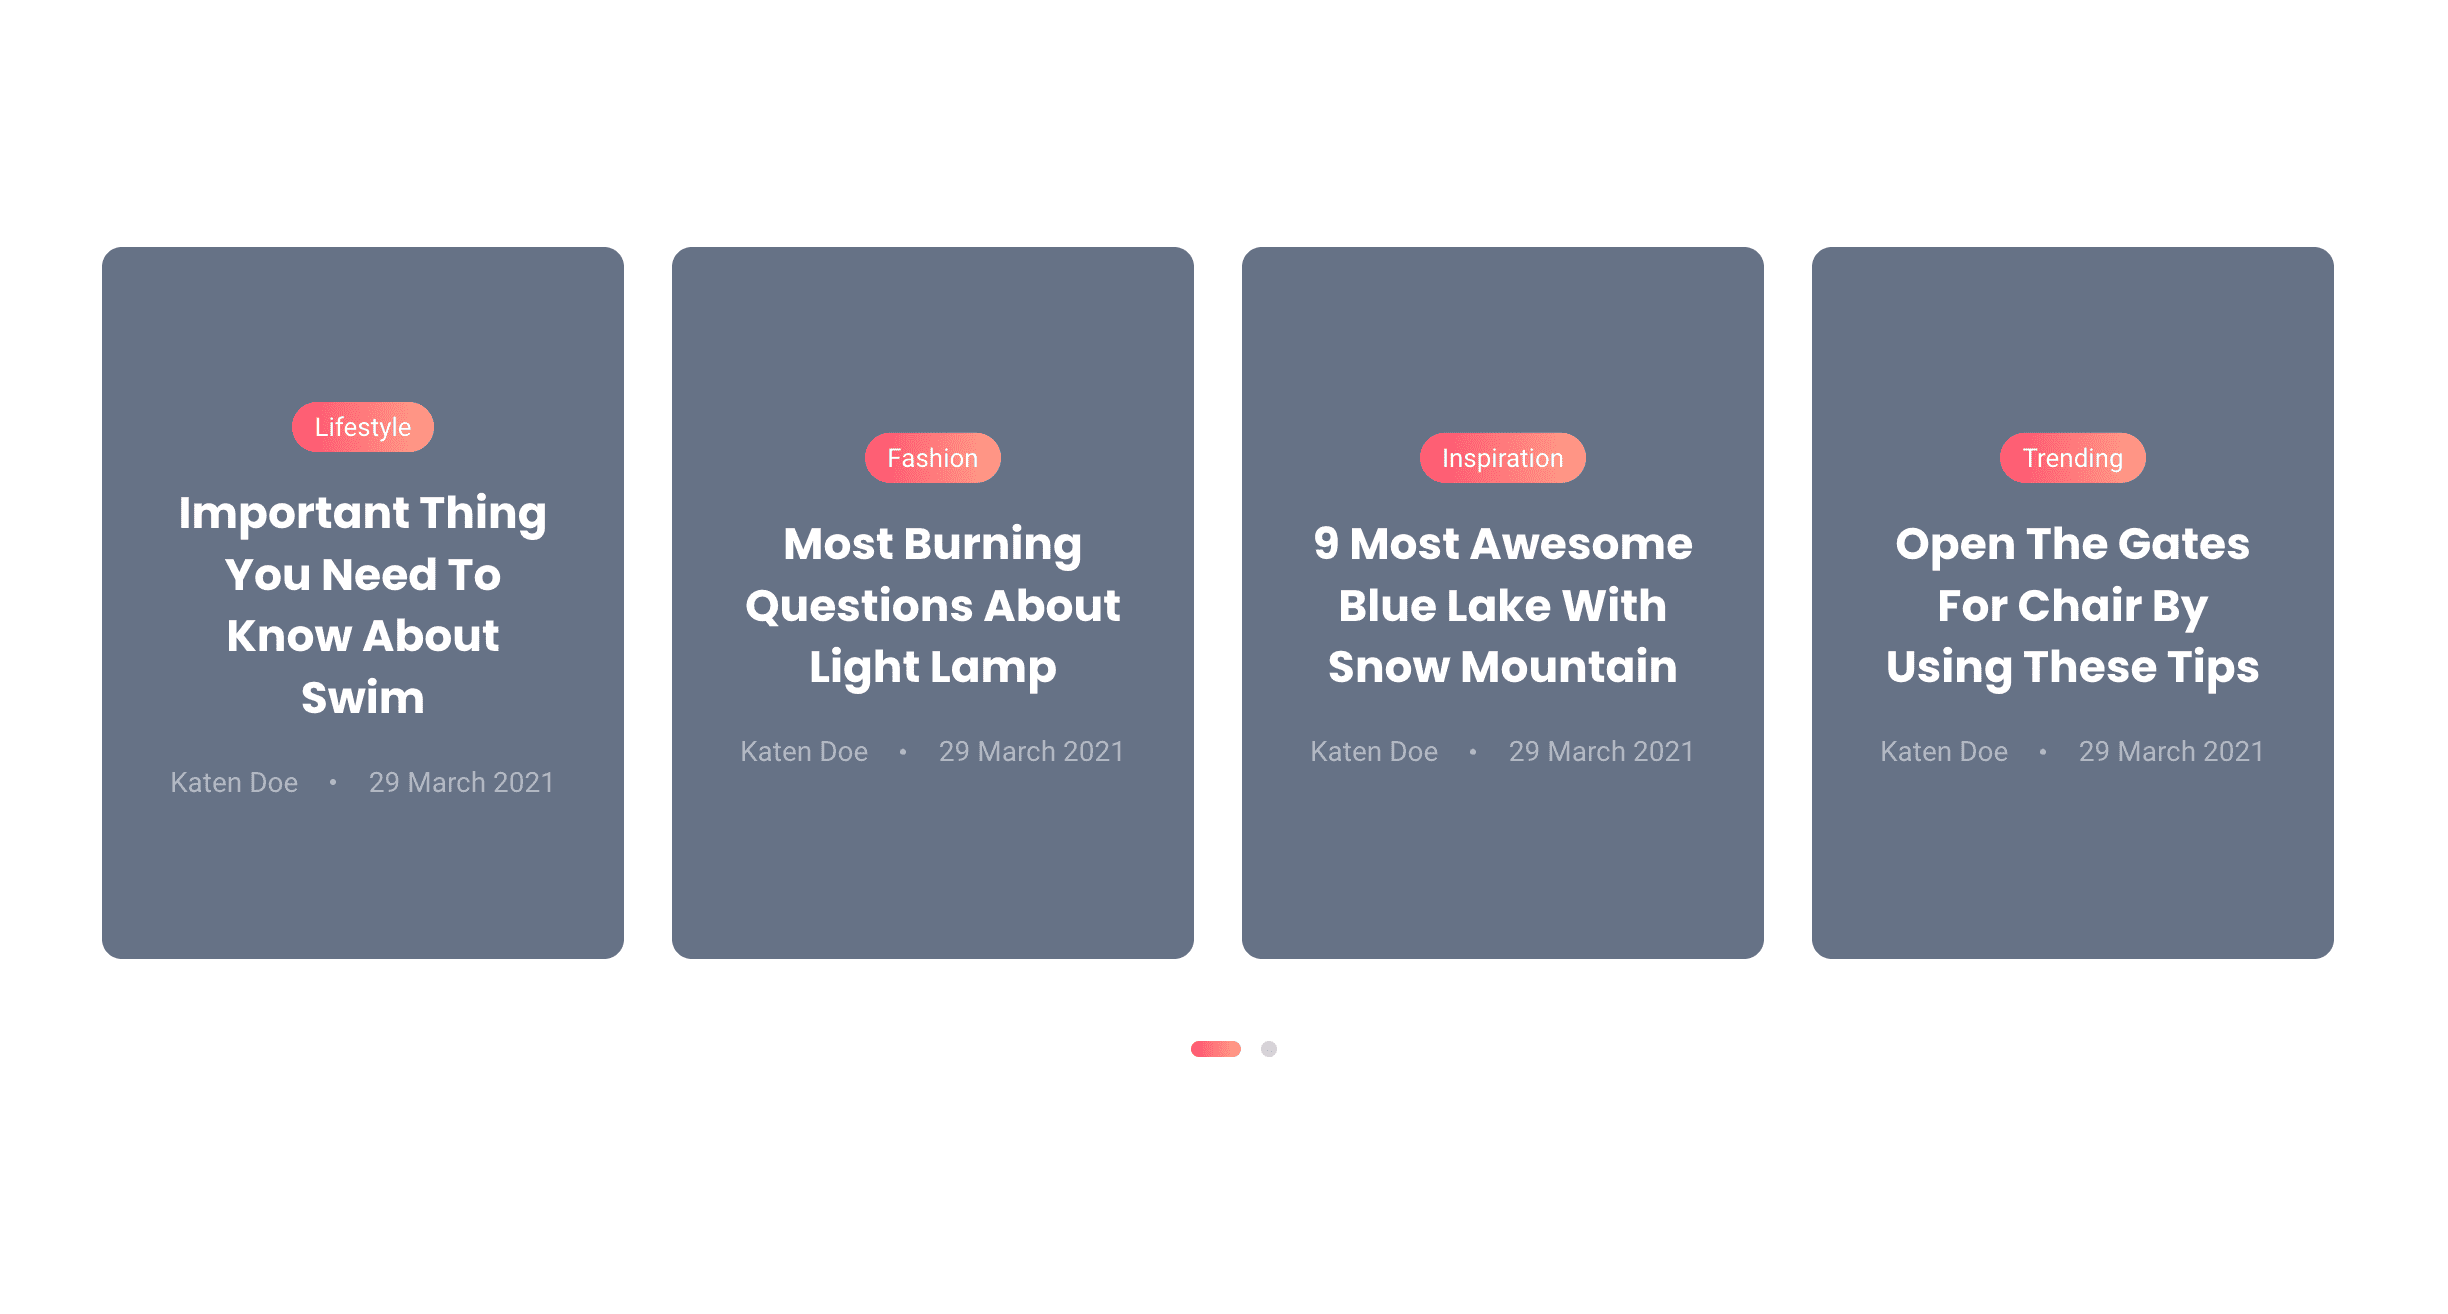 Lifestyle
Important Thing
You Need To
Know About
Swim
Katen Doe • 29 March 2021
Fashion
Most Burning
Questions About
Light Lamp
Katen Doe • 29 March 2021
Inspiration
9 Most Awesome
Blue Lake With
Snow Mountain
Katen Doe • 29 March 2021
Trending
Open The Gates
For Chair By
Using These Tips
Katen Doe • 29 March 2021